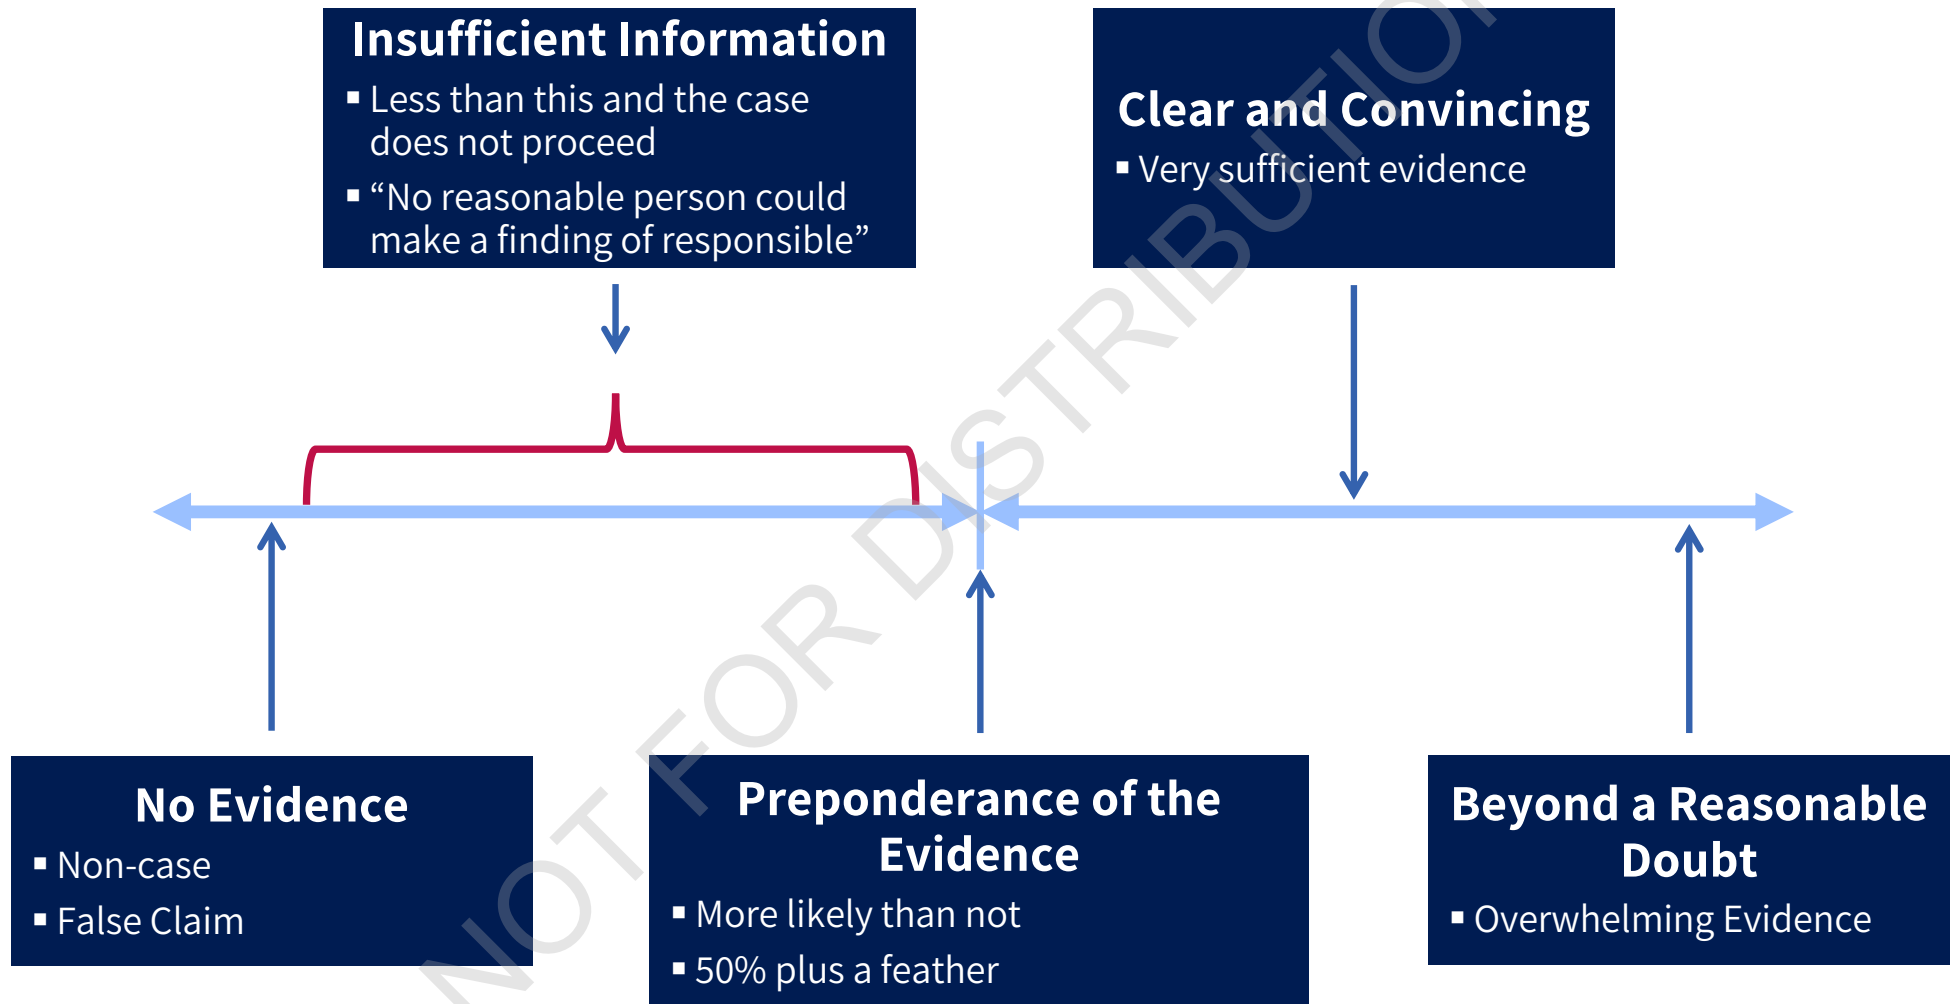 Insufficient Information
▪ Less than this and the case
does not proceed
▪ “No reasonable person could
make a finding of responsible”
Clear and Convincing
▪ Very sufficient evidence
No Evidence
▪ Non-case
▪ False Claim
Preponderance of the
Evidence
▪ More likely than not
▪ 50% plus a feather
Beyond a Reasonable
Doubt
▪ Overwhelming Evidence
NOT FOR DISTRIBUTION